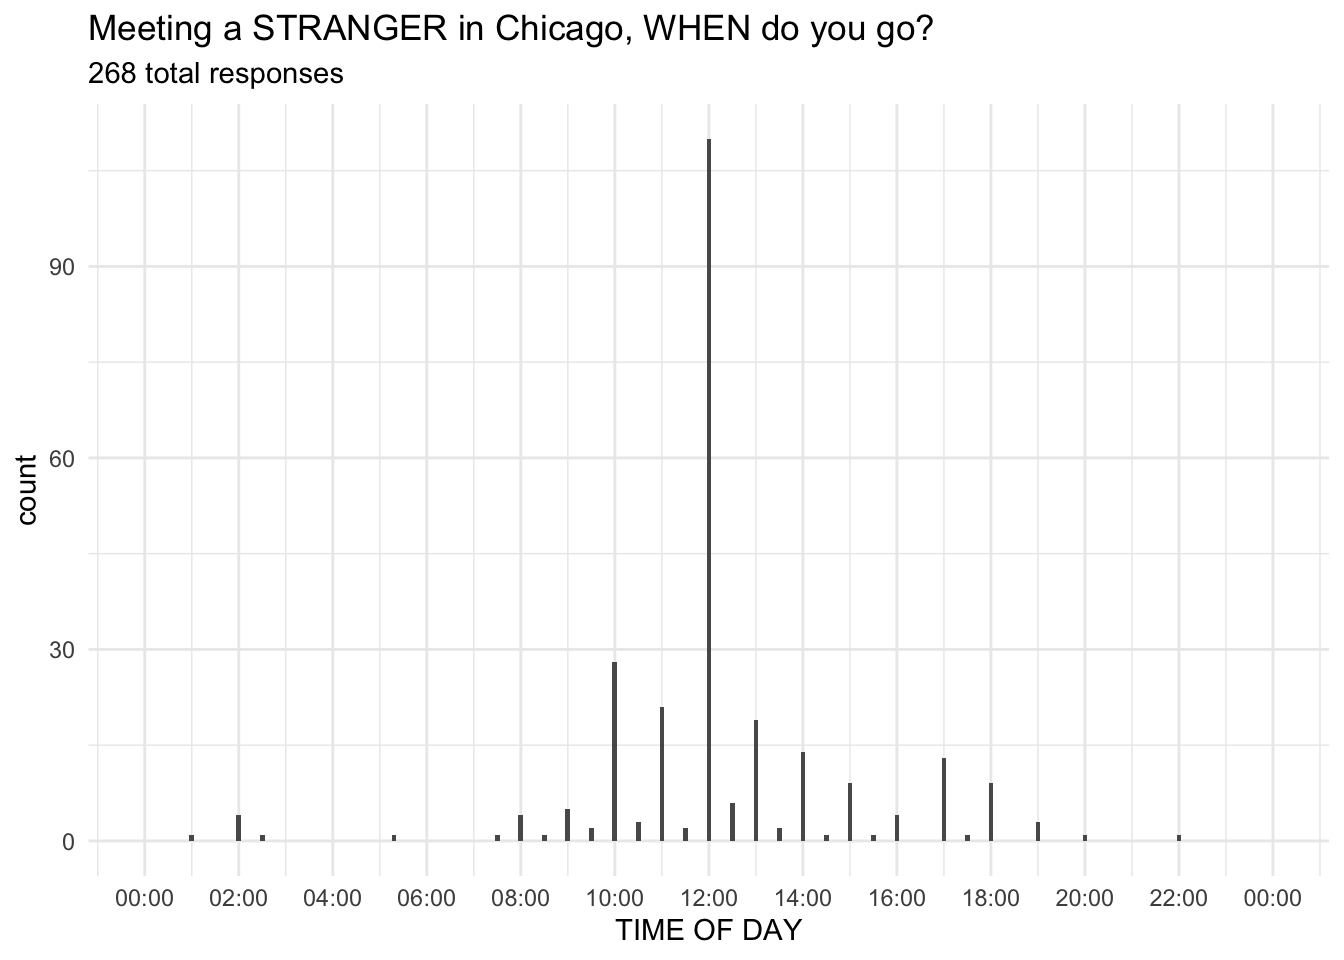 Meeting a STRANGER in Chicago, WHEN do you go?
268 total responses
90
60
30
0
count
00:00 02:00 04:00 06:00 08:00 10:00 12:00 14:00 16:00 18:00 20:00 22:00 00:00
TIME OF DAY